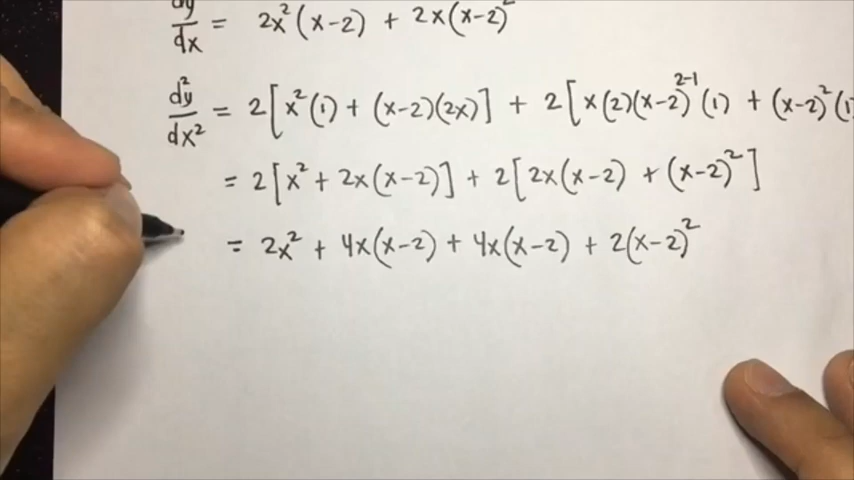 dy/dx = 2x²(x-2) + 2x(x-2)²
d²y/dx² = 2[x²(1) + (x-2)(2x)] + 2[x(2)(x-2)²⁻¹(1) + (x-2)²(1)
= 2[x² + 2x(x-2)] + 2[2x(x-2) + (x-2)²]
= 2x² + 4x(x-2) + 4x(x-2) + 2(x-2)²